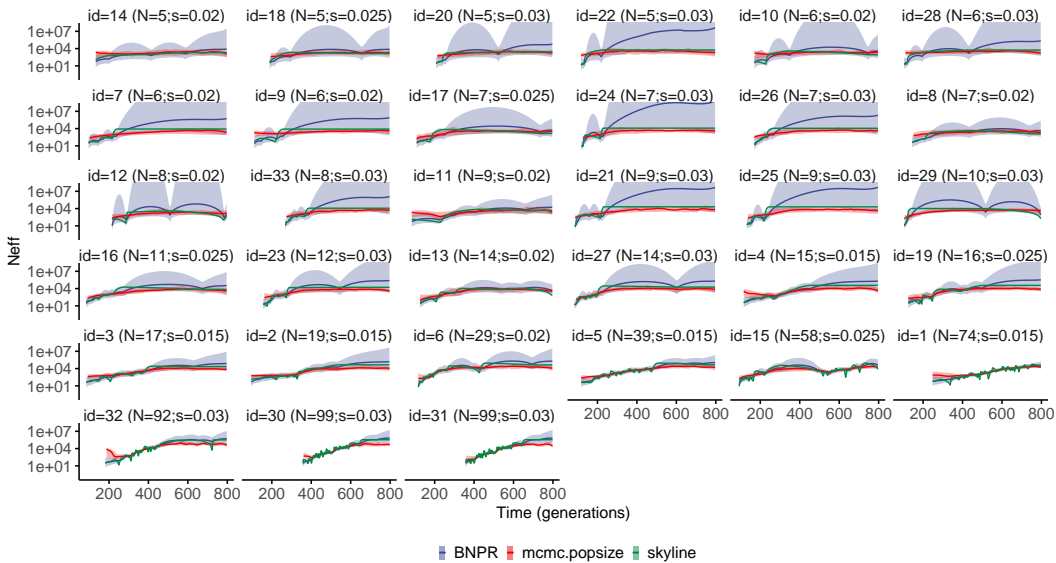 id=14 (N=5;s=0.02) id=18 (N=5;s=0.025) id=20 (N=5;s=0.03) id=22 (N=5;s=0.03) id=10 (N=6;s=0.02) id=28 (N=6;s=0.03)
1e+07
1e+04
1e+01
id=7 (N=6;s=0.02) id=9 (N=6;s=0.02) id=17 (N=7;s=0.025) id=24 (N=7;s=0.03) id=26 (N=7;s=0.03) id=8 (N=7;s=0.02)
1e+07
1e+04
1e+01
id=12 (N=8;s=0.02) id=33 (N=8;s=0.03) id=11 (N=9;s=0.02) id=21 (N=9;s=0.03) id=25 (N=9;s=0.03) id=29 (N=10;s=0.03)
1e+07
1e+04
1e+01
Neff
id=16 (N=11;s=0.025) id=23 (N=12;s=0.03) id=13 (N=14;s=0.02) id=27 (N=14;s=0.03) id=4 (N=15;s=0.015) id=19 (N=16;s=0.025)
1e+07
1e+04
1e+01
id=3 (N=17;s=0.015) id=2 (N=19;s=0.015) id=6 (N=29;s=0.02) id=5 (N=39;s=0.015) id=15 (N=58;s=0.025) id=1 (N=74;s=0.015)
1e+07
1e+04
1e+01
200 400 600 800 200 400 600 800 200 400 600 800
id=32 (N=92;s=0.03) id=30 (N=99;s=0.03) id=31 (N=99;s=0.03)
1e+07
1e+04
1e+01
200 400 600 800 200 400 600 800 200 400 600 800
Time (generations)
BNPR mcmc.popsize skyline